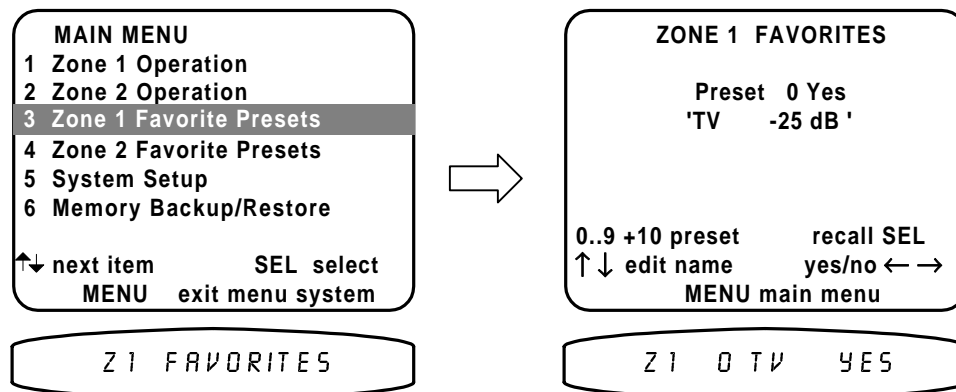 MAIN MENU
1 Zone 1 Operation
2 Zone 2 Operation
3 Zone 1 Favorite Presets
4 Zone 2 Favorite Presets
5 System Setup
6 Memory Backup/Restore
↑↓ next item SEL select
MENU exit menu system
Z1 FAVORITES
ZONE 1 FAVORITES
Preset 0 Yes
'TV -25 dB '
0..9 +10 preset recall SEL
↑↓ edit name yes/no ← →
MENU main menu
Z1 0 TV YES